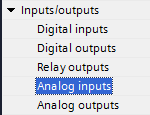 Inputs/outputs
Digital inputs
Digital outputs
Relay outputs
Analog inputs
Analog outputs